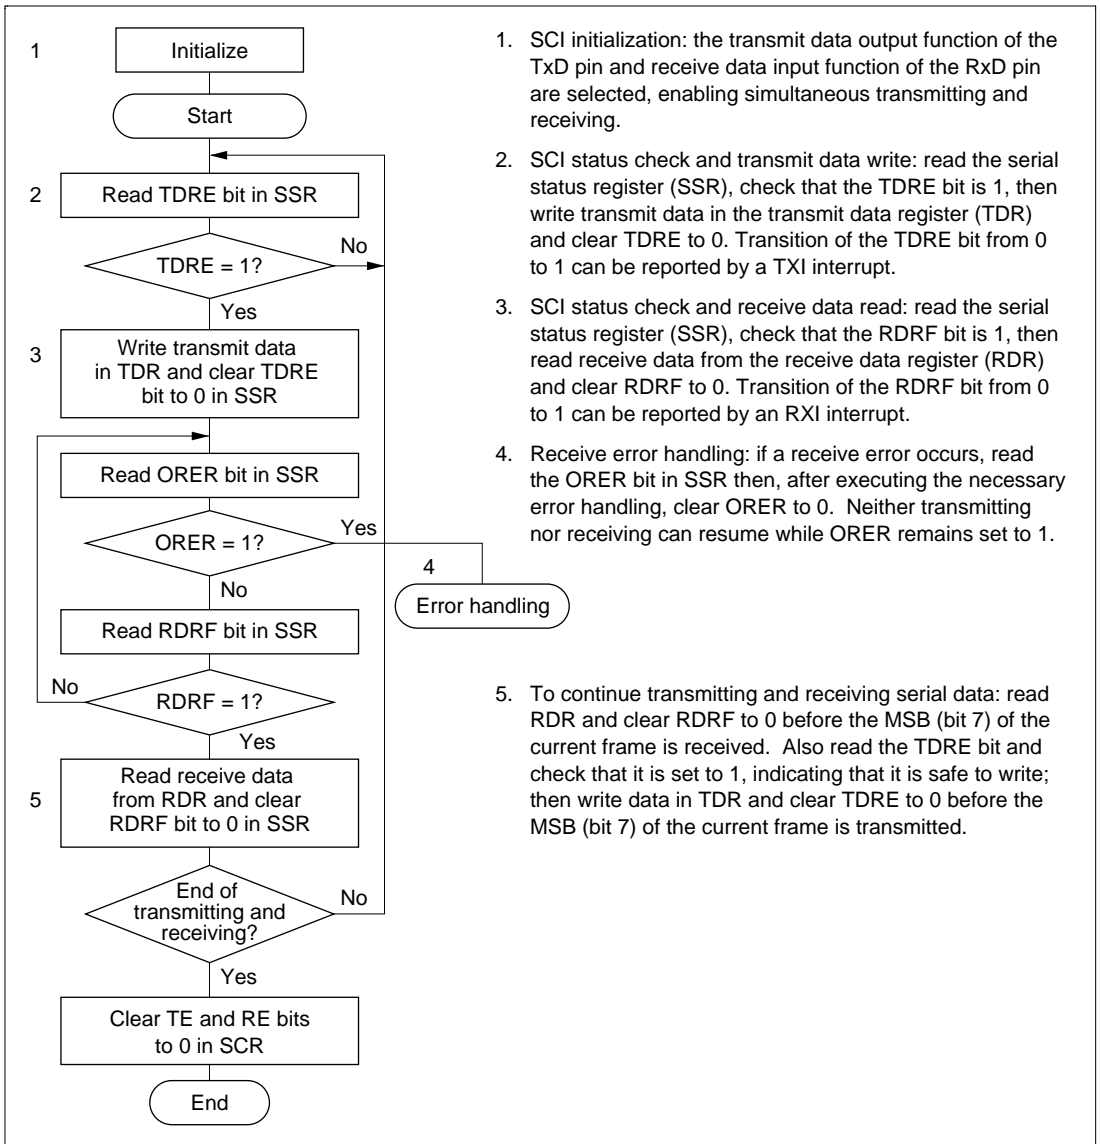 1
Initialize
Start
2
Read TDRE bit in SSR
TDRE = 1?
No
Yes
3
Write transmit data
in TDR and clear TDRE
bit to 0 in SSR
Read ORER bit in SSR
ORER = 1?
Yes
No
4
Error handling
Read RDRF bit in SSR
No
RDRF = 1?
Yes
5
Read receive data
from RDR and clear
RDRF bit to 0 in SSR
End of
transmitting and
receiving?
No
Yes
Clear TE and RE bits
to 0 in SCR
End
1. SCI initialization: the transmit data output function of the
TxD pin and receive data input function of the RxD pin
are selected, enabling simultaneous transmitting and
receiving.
2. SCI status check and transmit data write: read the serial
status register (SSR), check that the TDRE bit is 1, then
write transmit data in the transmit data register (TDR)
and clear TDRE to 0. Transition of the TDRE bit from 0
to 1 can be reported by a TXI interrupt.
3. SCI status check and receive data read: read the serial
status register (SSR), check that the RDRF bit is 1, then
read receive data from the receive data register (RDR)
and clear RDRF to 0. Transition of the RDRF bit from 0
to 1 can be reported by an RXI interrupt.
4. Receive error handling: if a receive error occurs, read
the ORER bit in SSR then, after executing the necessary
error handling, clear ORER to 0. Neither transmitting
nor receiving can resume while ORER remains set to 1.
5. To continue transmitting and receiving serial data: read
RDR and clear RDRF to 0 before the MSB (bit 7) of the
current frame is received. Also read the TDRE bit and
check that it is set to 1, indicating that it is safe to write;
then write data in TDR and clear TDRE to 0 before the
MSB (bit 7) of the current frame is transmitted.